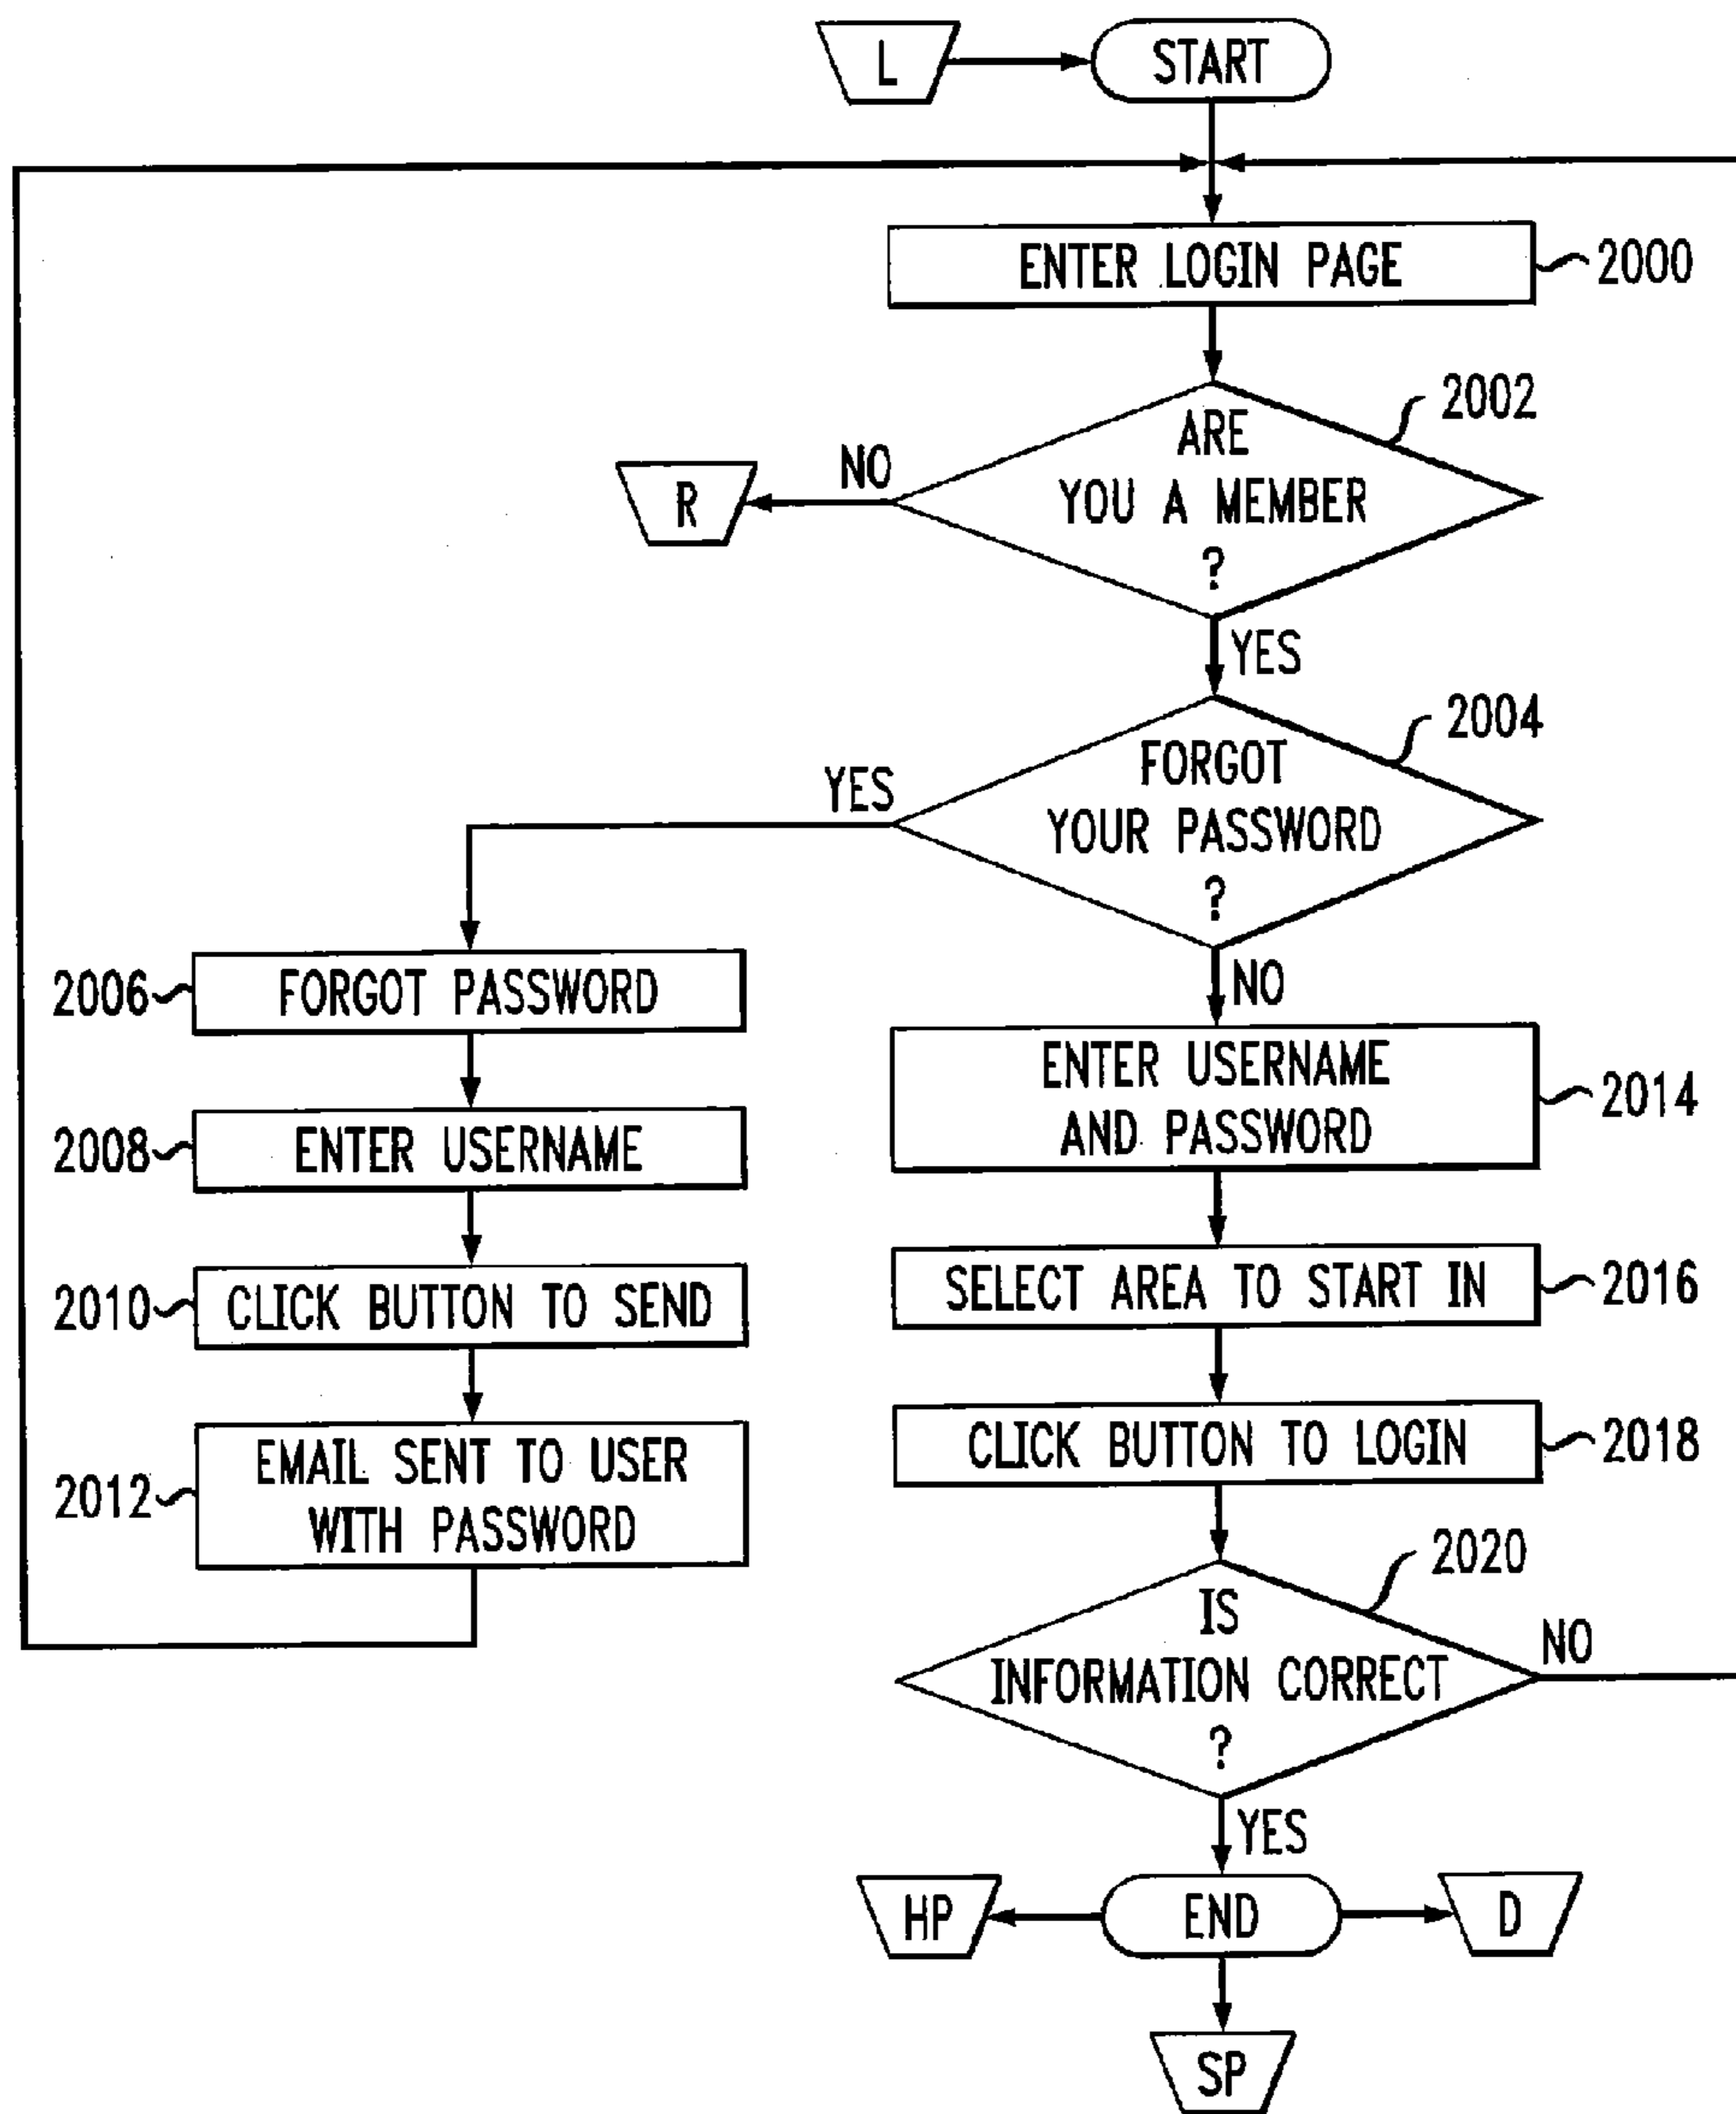 L
START
ENTER LOGIN PAGE
2000
2002
ARE
YOU A MEMBER
?
NO
R
YES
2004
FORGOT
YOUR PASSWORD
?
YES
NO
2006
FORGOT PASSWORD
2008
ENTER USERNAME
2010
CLICK BUTTON TO SEND
2012
EMAIL SENT TO USER
WITH PASSWORD
ENTER USERNAME
AND PASSWORD
2014
SELECT AREA TO START IN
2016
CLICK BUTTON TO LOGIN
2018
2020
IS
INFORMATION CORRECT
?
NO
YES
HP
END
D
SP